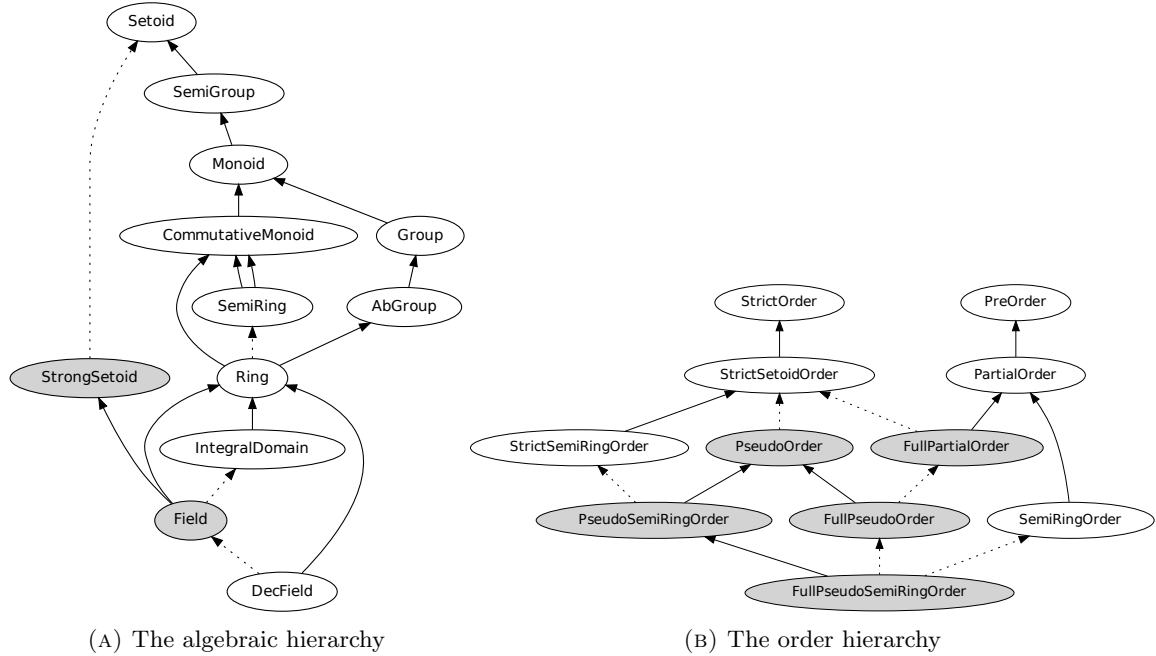 Setoid
SemiGroup
Monoid
CommutativeMonoid
Group
SemiRing
AbGroup
StrongSetoid
Ring
IntegralDomain
Field
DecField
(A) The algebraic hierarchy
StrictOrder
PreOrder
StrictSetoidOrder
PartialOrder
StrictSemiRingOrder
PseudoOrder
FullPartialOrder
PseudoSemiRingOrder
FullPseudoOrder
SemiRingOrder
FullPseudoSemiRingOrder
(B) The order hierarchy